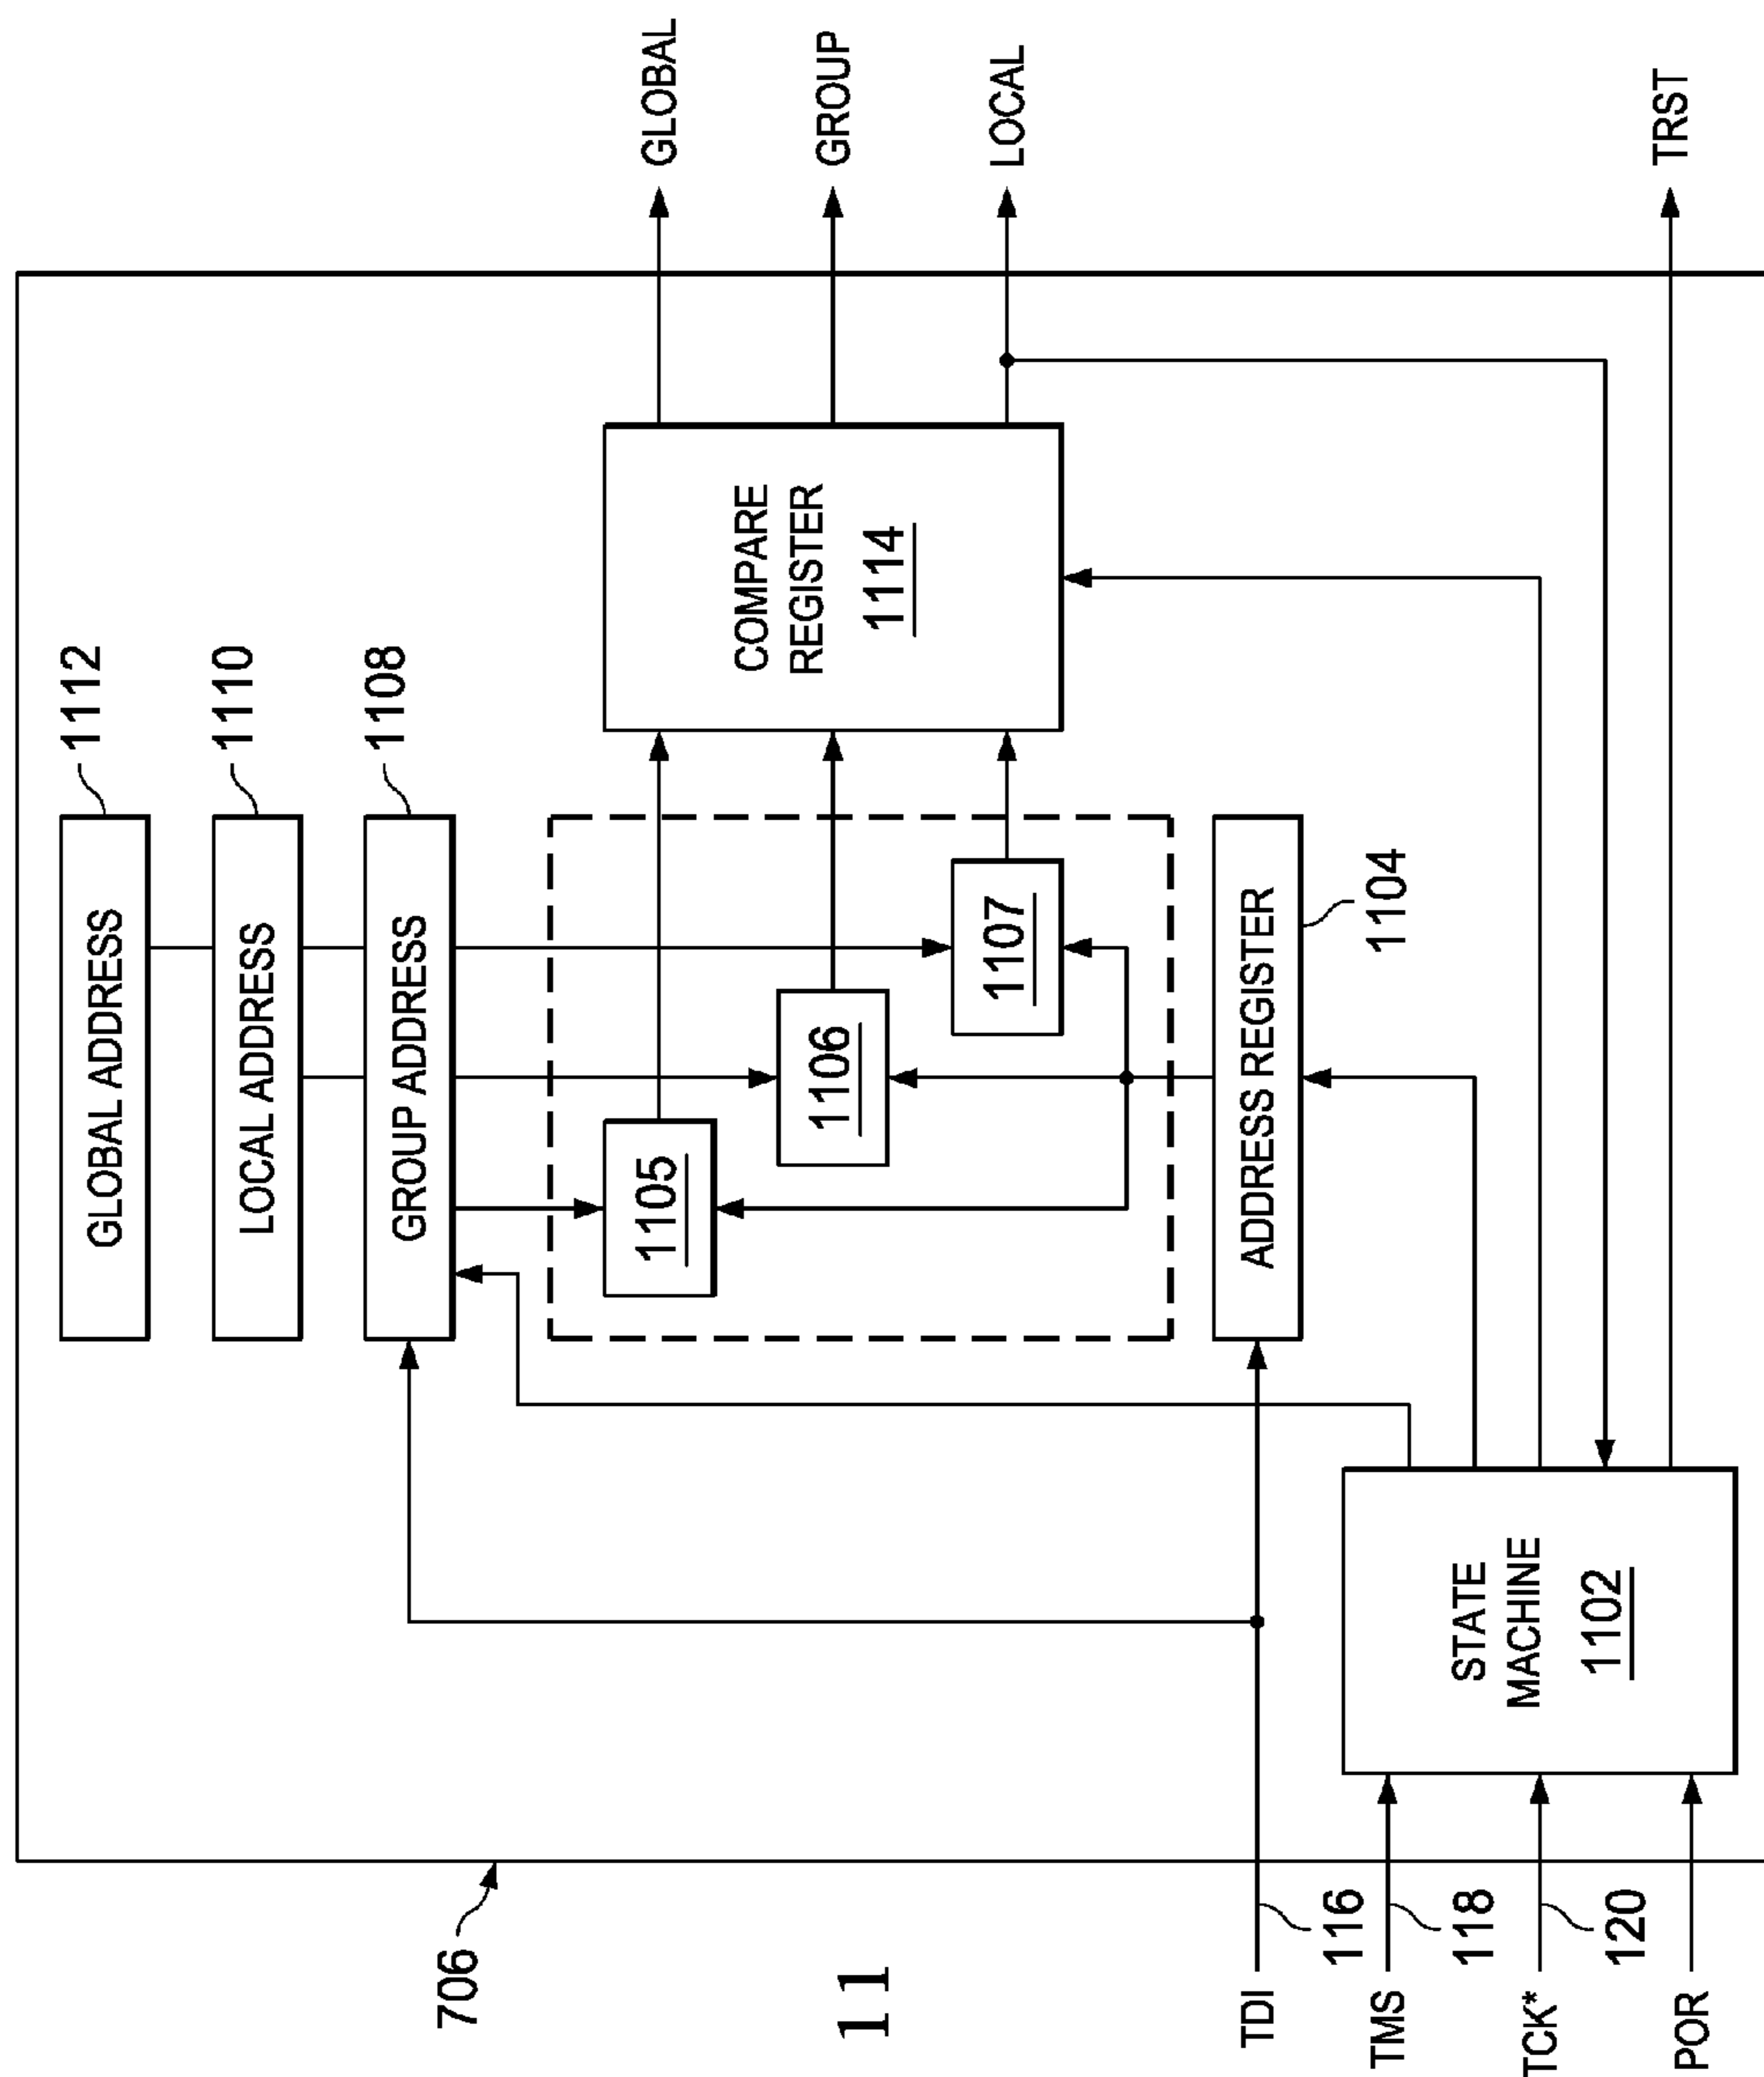 706
GLOBAL ADDRESS
1112
LOCAL ADDRESS
1110
GROUP ADDRESS
1108
1105
1106
1107
COMPARE
REGISTER
1114
GLOBAL
GROUP
LOCAL
11
ADDRESS REGISTER
1104
TDI
116
TMS
118
TCK*
120
POR
STATE
MACHINE
1102
TRST